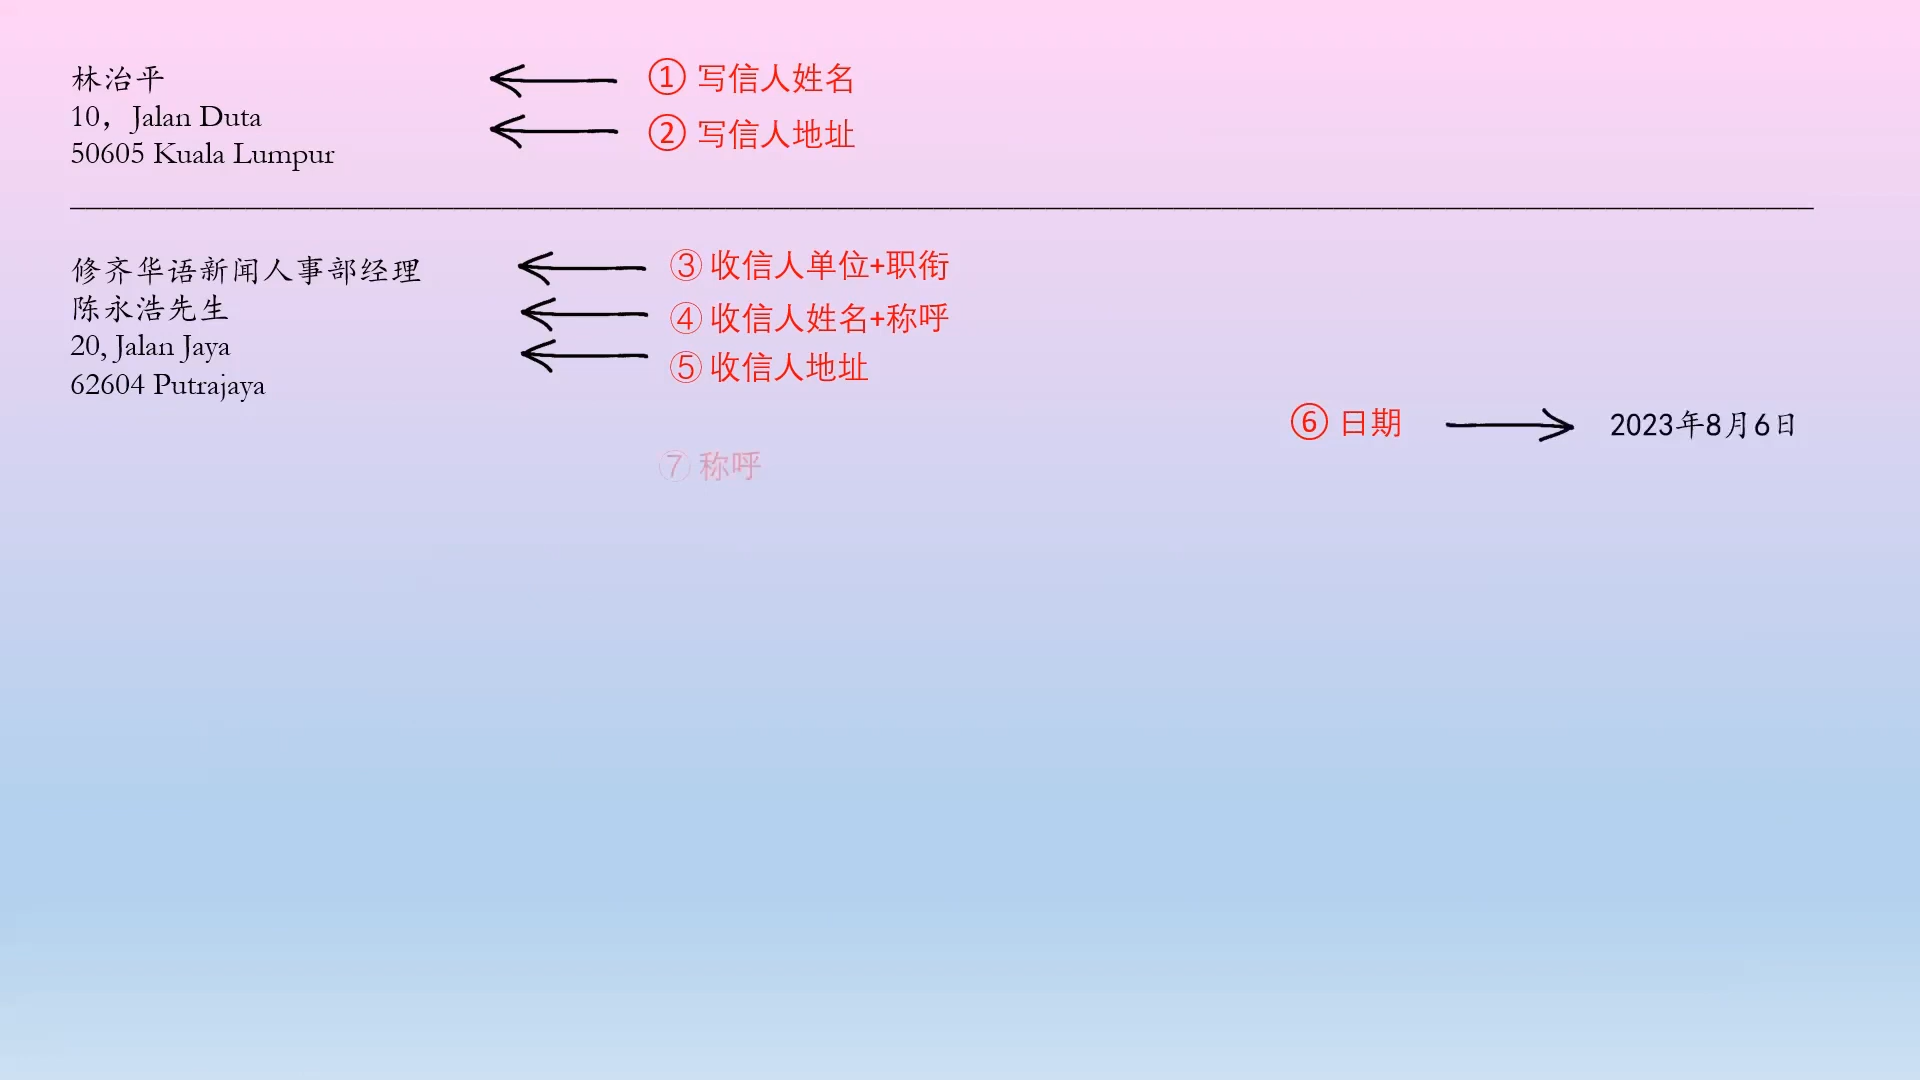 林治平
① 写信人姓名
10，Jalan Duta
② 写信人地址
50605 Kuala Lumpur
修齐华语新闻人事部经理
③ 收信人单位+职衔
陈永浩先生
④ 收信人姓名+称呼
20, Jalan Jaya
⑤ 收信人地址
62604 Putrajaya
⑥ 日期
2023年8月6日
⑦ 称呼